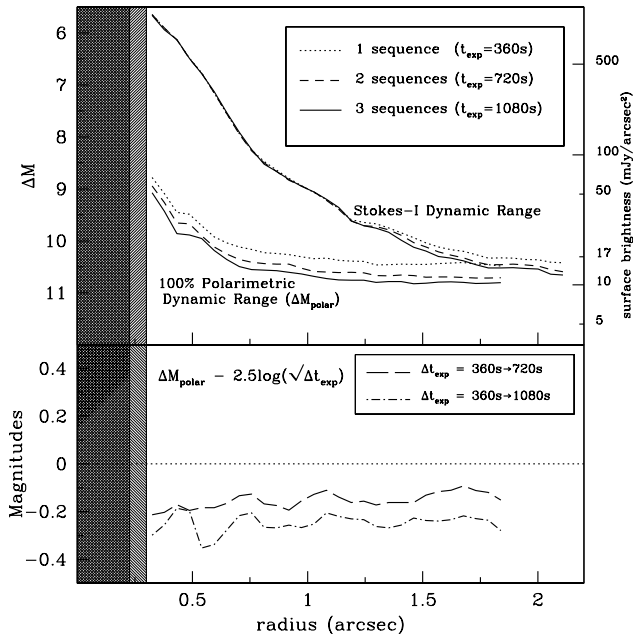 1 sequence (t_exp=360s)
2 sequences (t_exp=720s)
3 sequences (t_exp=1080s)
6
7
8
9
10
11
ΔM
500
100
50
17
10
5
surface brightness (mJy/arcsec²)
Stokes-I Dynamic Range
100% Polarimetric
Dynamic Range (ΔM_polar)
ΔM_polar - 2.5log(√Δt_exp)
Δt_exp = 360s→720s
Δt_exp = 360s→1080s
0.4
0.2
0
-0.2
-0.4
Magnitudes
0.5
1
1.5
2
radius (arcsec)